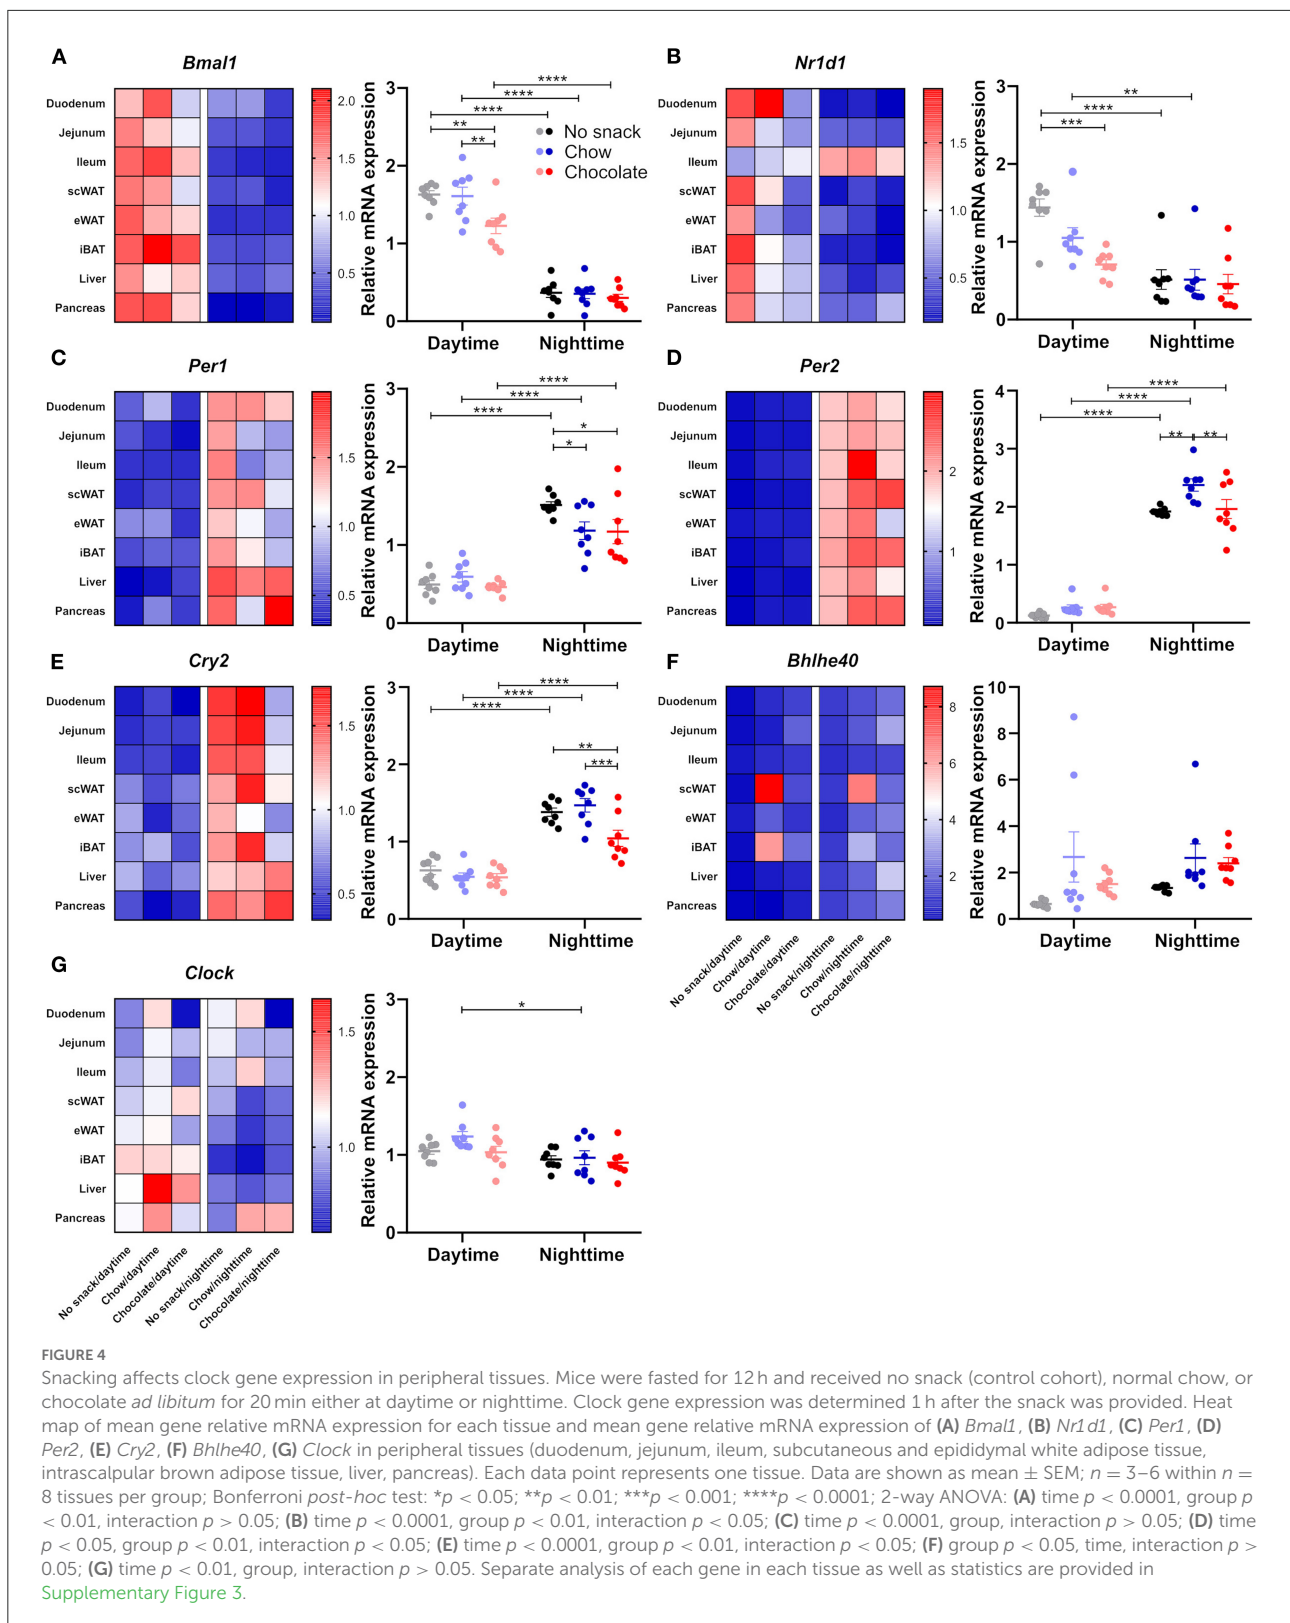 A
Bmal1
Duodenum
Jejunum
Ileum
scWAT
eWAT
iBAT
Liver
Pancreas
2.0
1.5
1.0
0.5
Relative mRNA expression
3
2
1
0
****
****
****
**
**
No snack
Chow
Chocolate
Daytime
Nighttime
B
Nr1d1
Duodenum
Jejunum
Ileum
scWAT
eWAT
iBAT
Liver
Pancreas
1.5
1.0
0.5
Relative mRNA expression
3
2
1
0
**
****
***
Daytime
Nighttime
C
Per1
Duodenum
Jejunum
Ileum
scWAT
eWAT
iBAT
Liver
Pancreas
1.5
1.0
0.5
Relative mRNA expression
3
2
1
0
****
****
****
*
*
Daytime
Nighttime
D
Per2
Duodenum
Jejunum
Ileum
scWAT
eWAT
iBAT
Liver
Pancreas
2
1
Relative mRNA expression
4
3
2
1
0
****
****
****
**
**
Daytime
Nighttime
E
Cry2
Duodenum
Jejunum
Ileum
scWAT
eWAT
iBAT
Liver
Pancreas
1.5
1.0
0.5
Relative mRNA expression
3
2
1
0
****
****
****
**
***
Daytime
Nighttime
F
Bhlhe40
Duodenum
Jejunum
Ileum
scWAT
eWAT
iBAT
Liver
Pancreas
8
6
4
2
No snack/daytime
Chow/daytime
Chocolate/daytime
No snack/nighttime
Chow/nighttime
Chocolate/nighttime
Relative mRNA expression
10
8
6
4
2
0
Daytime
Nighttime
G
Clock
Duodenum
Jejunum
Ileum
scWAT
eWAT
iBAT
Liver
Pancreas
1.5
1.0
No snack/daytime
Chow/daytime
Chocolate/daytime
No snack/nighttime
Chow/nighttime
Chocolate/nighttime
Relative mRNA expression
3
2
1
0
*
Daytime
Nighttime
FIGURE 4
Snacking affects clock gene expression in peripheral tissues. Mice were fasted for 12 h and received no snack (control cohort), normal chow, or
chocolate ad libitum for 20 min either at daytime or nighttime. Clock gene expression was determined 1 h after the snack was provided. Heat
map of mean gene relative mRNA expression for each tissue and mean gene relative mRNA expression of (A) Bmal1, (B) Nr1d1, (C) Per1, (D)
Per2, (E) Cry2, (F) Bhlhe40, (G) Clock in peripheral tissues (duodenum, jejunum, ileum, subcutaneous and epididymal white adipose tissue,
intrascalpular brown adipose tissue, liver, pancreas). Each data point represents one tissue. Data are shown as mean ± SEM; n = 3–6 within n =
8 tissues per group; Bonferroni post-hoc test: *p < 0.05; **p < 0.01; ***p < 0.001; ****p < 0.0001; 2-way ANOVA: (A) time p < 0.0001, group p
< 0.01, interaction p > 0.05; (B) time p < 0.0001, group p < 0.01, interaction p < 0.05; (C) time p < 0.0001, group, interaction p > 0.05; (D) time
p < 0.05, group p < 0.01, interaction p < 0.05; (E) time p < 0.0001, group p < 0.01, interaction p < 0.05; (F) group p < 0.05, time, interaction p >
0.05; (G) time p < 0.01, group, interaction p > 0.05. Separate analysis of each gene in each tissue as well as statistics are provided in
Supplementary Figure 3.